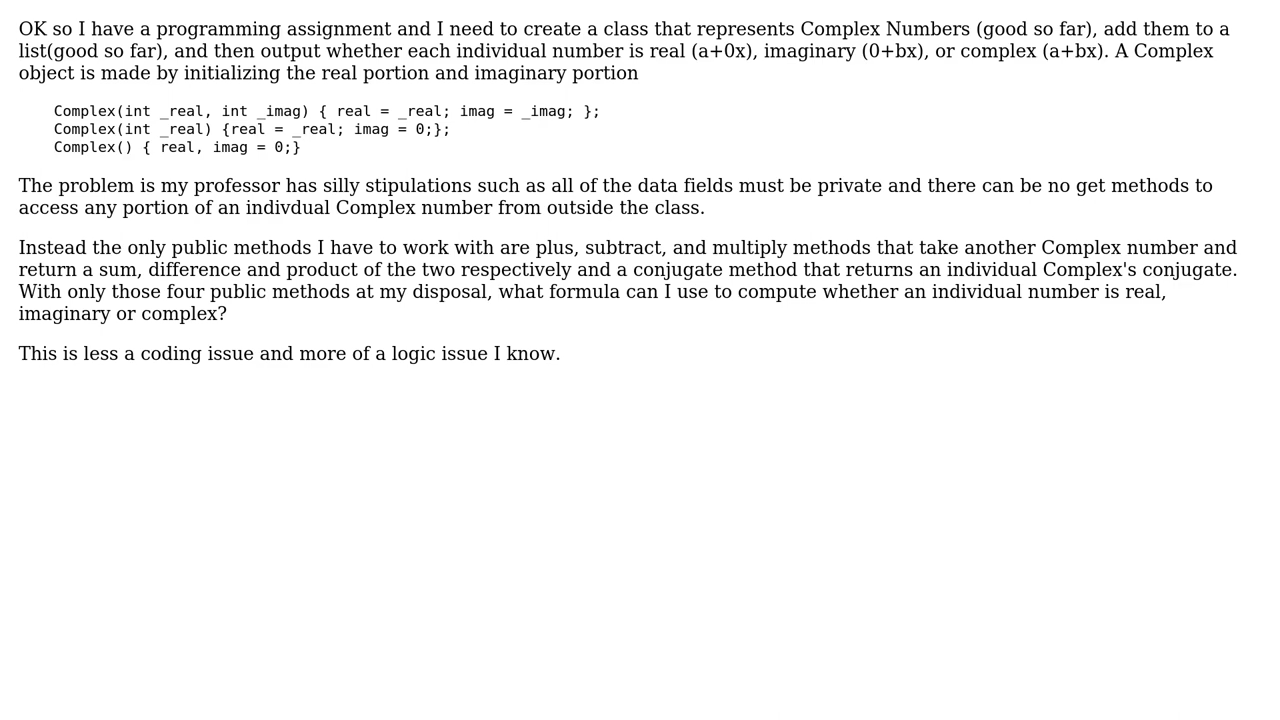 OK so I have a programming assignment and I need to create a class that represents Complex Numbers (good so far), add them to a
list(good so far), and then output whether each individual number is real (a+0x), imaginary (0+bx), or complex (a+bx). A Complex
object is made by initializing the real portion and imaginary portion
Complex(int _real, int _imag) { real = _real; imag = _imag; };
Complex(int _real) {real = _real; imag = 0;};
Complex() { real, imag = 0;}
The problem is my professor has silly stipulations such as all of the data fields must be private and there can be no get methods to
access any portion of an indivdual Complex number from outside the class.
Instead the only public methods I have to work with are plus, subtract, and multiply methods that take another Complex number and
return a sum, difference and product of the two respectively and a conjugate method that returns an individual Complex's conjugate.
With only those four public methods at my disposal, what formula can I use to compute whether an individual number is real,
imaginary or complex?
This is less a coding issue and more of a logic issue I know.